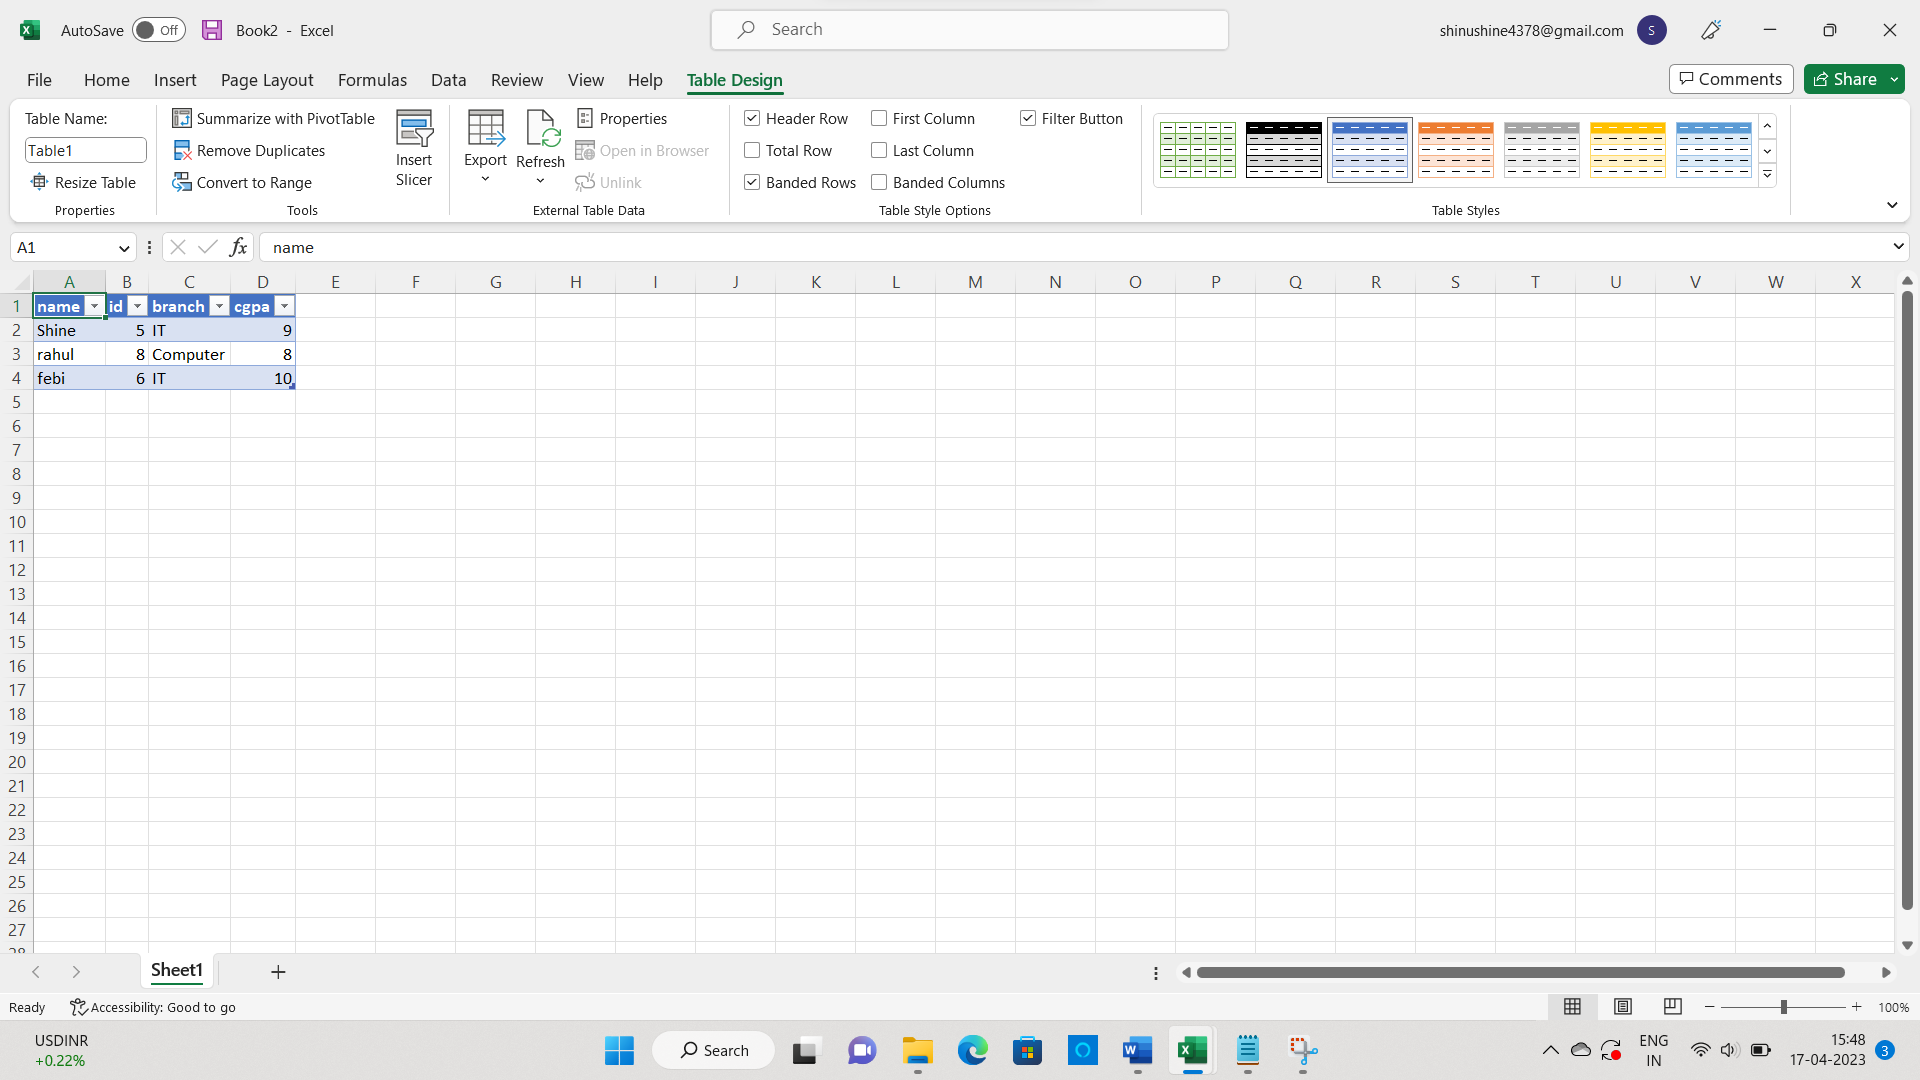 AutoSave Off Book2 - Excel Search shinushine4378@gmail.com S
File Home Insert Page Layout Formulas Data Review View Help Table Design Comments Share
Table Name:
Table1
Resize Table
Properties
Summarize with PivotTable
Remove Duplicates
Convert to Range
Tools
Insert
Slicer
Export
Refresh
Properties
Open in Browser
Unlink
External Table Data
Header Row First Column Filter Button
Total Row Last Column
Banded Rows Banded Columns
Table Style Options
Table Styles
A1 fx name
A B C D E F G H I J K L M N O P Q R S T U V W X
1 name id branch cgpa
2 Shine 5 IT 9
3 rahul 8 Computer 8
4 febi 6 IT 10
5
6
7
8
9
10
11
12
13
14
15
16
17
18
19
20
21
22
23
24
25
26
27
28
Sheet1
Ready Accessibility: Good to go 100%
USDINR
+0.22%
Search
ENG
IN
15:48
17-04-2023
3